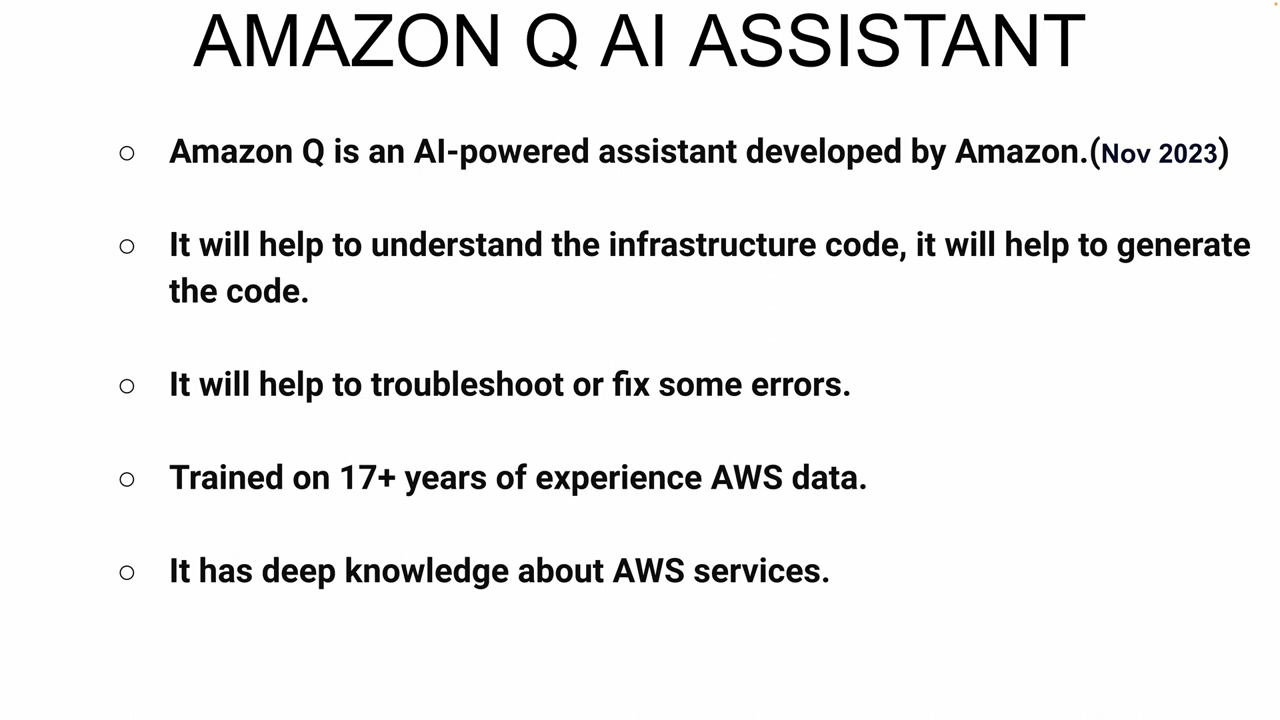 AMAZON Q AI ASSISTANT
○ Amazon Q is an AI-powered assistant developed by Amazon.(Nov 2023)
○ It will help to understand the infrastructure code, it will help to generate
the code.
○ It will help to troubleshoot or fix some errors.
○ Trained on 17+ years of experience AWS data.
○ It has deep knowledge about AWS services.